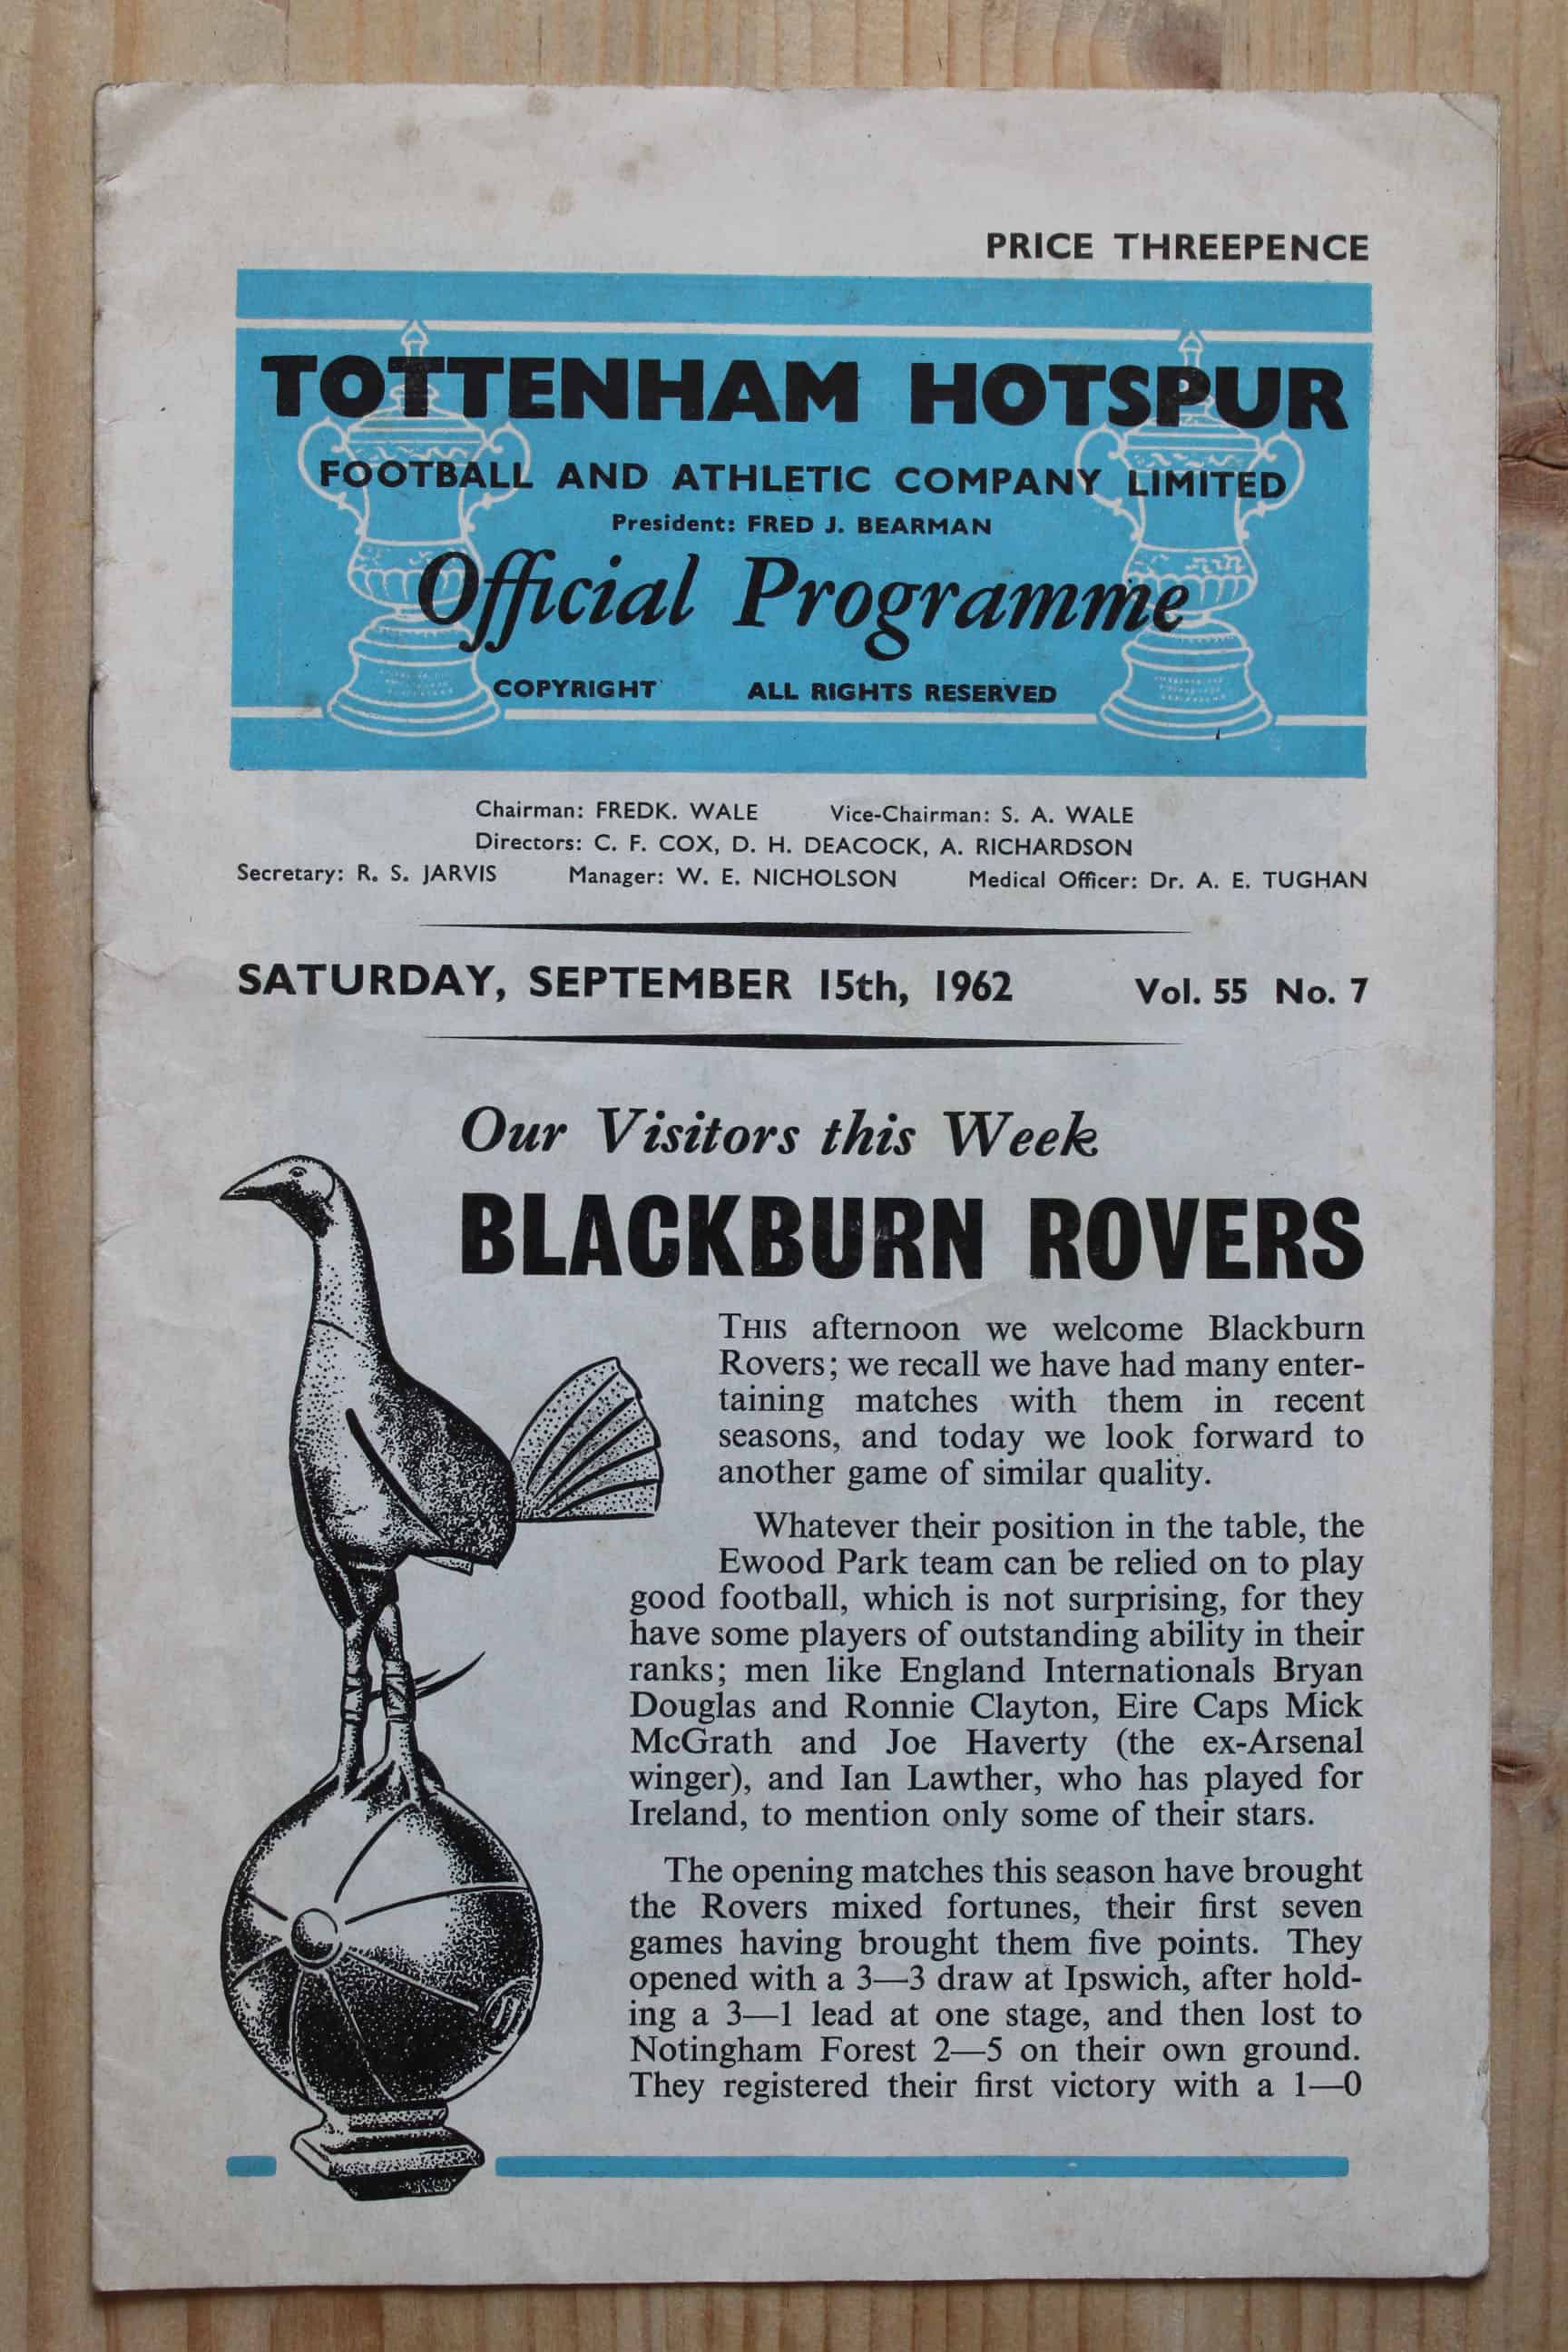 PRICE THREEPENCE
TOTTENHAM HOTSPUR
FOOTBALL AND ATHLETIC COMPANY LIMITED
President: FRED J. BEARMAN
Official Programme
COPYRIGHT ALL RIGHTS RESERVED
Chairman: FREDK. WALE Vice-Chairman: S. A. WALE
Directors: C. F. COX, D. H. DEACOCK, A. RICHARDSON
Secretary: R. S. JARVIS Manager: W. E. NICHOLSON Medical Officer: Dr. A. E. TUGHAN
SATURDAY, SEPTEMBER 15th, 1962 Vol. 55 No. 7
Our Visitors this Week
BLACKBURN ROVERS
THIS afternoon we welcome Blackburn
Rovers; we recall we have had many enter-
taining matches with them in recent
seasons, and today we look forward to
another game of similar quality.
Whatever their position in the table, the
Ewood Park team can be relied on to play
good football, which is not surprising, for they
have some players of outstanding ability in their
ranks; men like England Internationals Bryan
Douglas and Ronnie Clayton, Eire Caps Mick
McGrath and Joe Haverty (the ex-Arsenal
winger), and Ian Lawther, who has played for
Ireland, to mention only some of their stars.
The opening matches this season have brought
the Rovers mixed fortunes, their first seven
games having brought them five points. They
opened with a 3—3 draw at Ipswich, after hold-
ing a 3—1 lead at one stage, and then lost to
Notingham Forest 2—5 on their own ground.
They registered their first victory with a 1—0